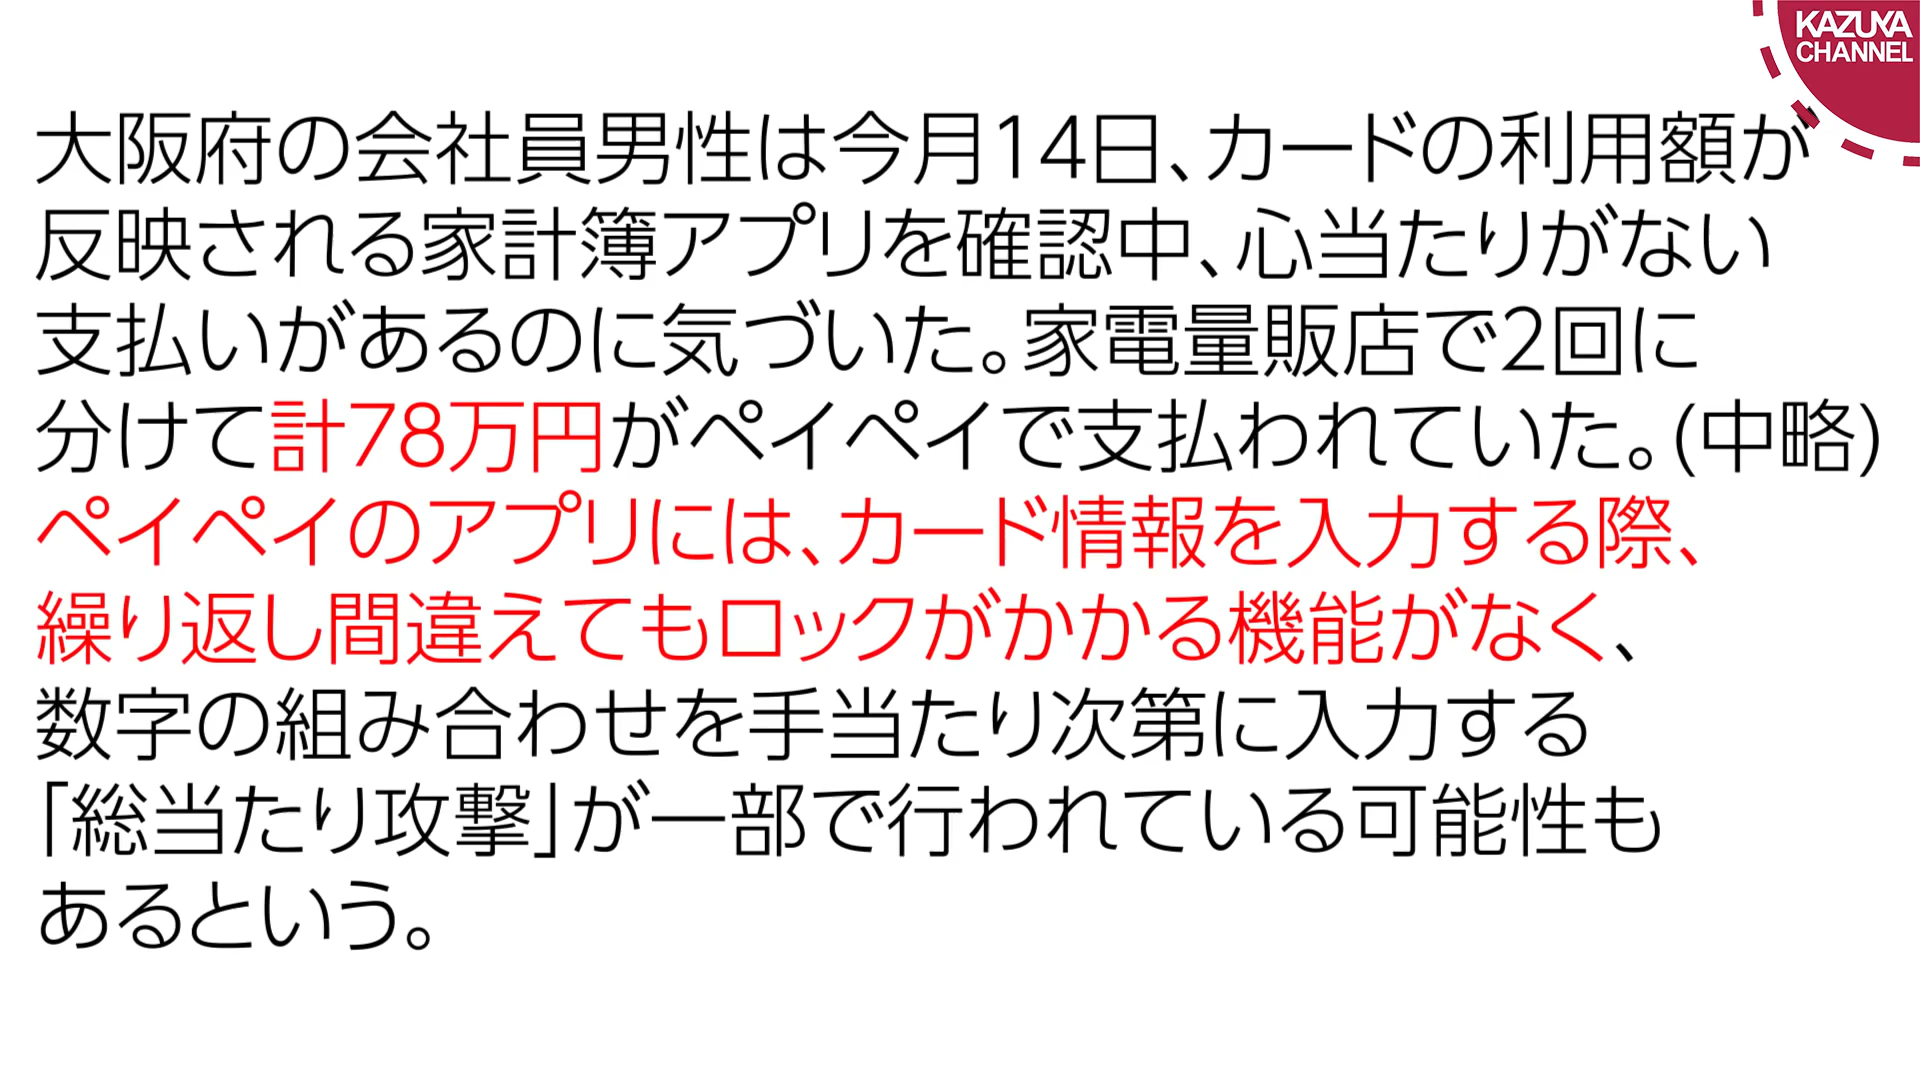 KAZUYA
CHANNEL
大阪府の会社員男性は今月14日、カードの利用額が
反映される家計簿アプリを確認中、心当たりがない
支払いがあるのに気づいた。家電量販店で2回に
分けて計78万円がペイペイで支払われていた。(中略)
ペイペイのアプリには、カード情報を入力する際、
繰り返し間違えてもロックがかかる機能がなく、
数字の組み合わせを手当たり次第に入力する
「総当たり攻撃」が一部で行われている可能性も
あるという。